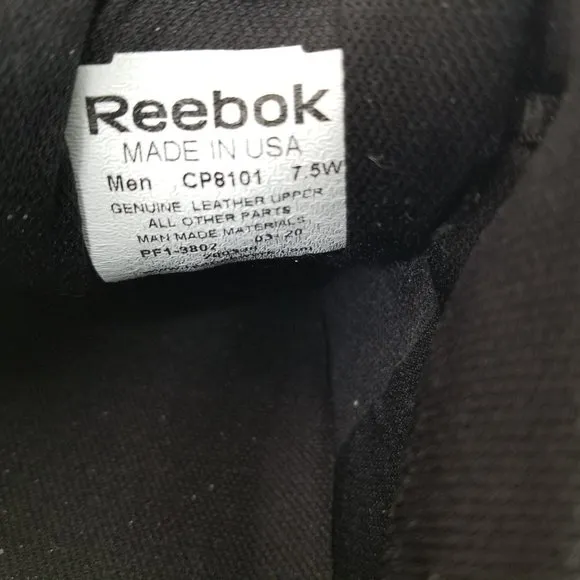 Reebok
MADE IN USA
Men CP8101 7.5W
GENUINE LEATHER UPPER
ALL OTHER PARTS
MAN MADE MATERIALS
PF1-3802 03-20